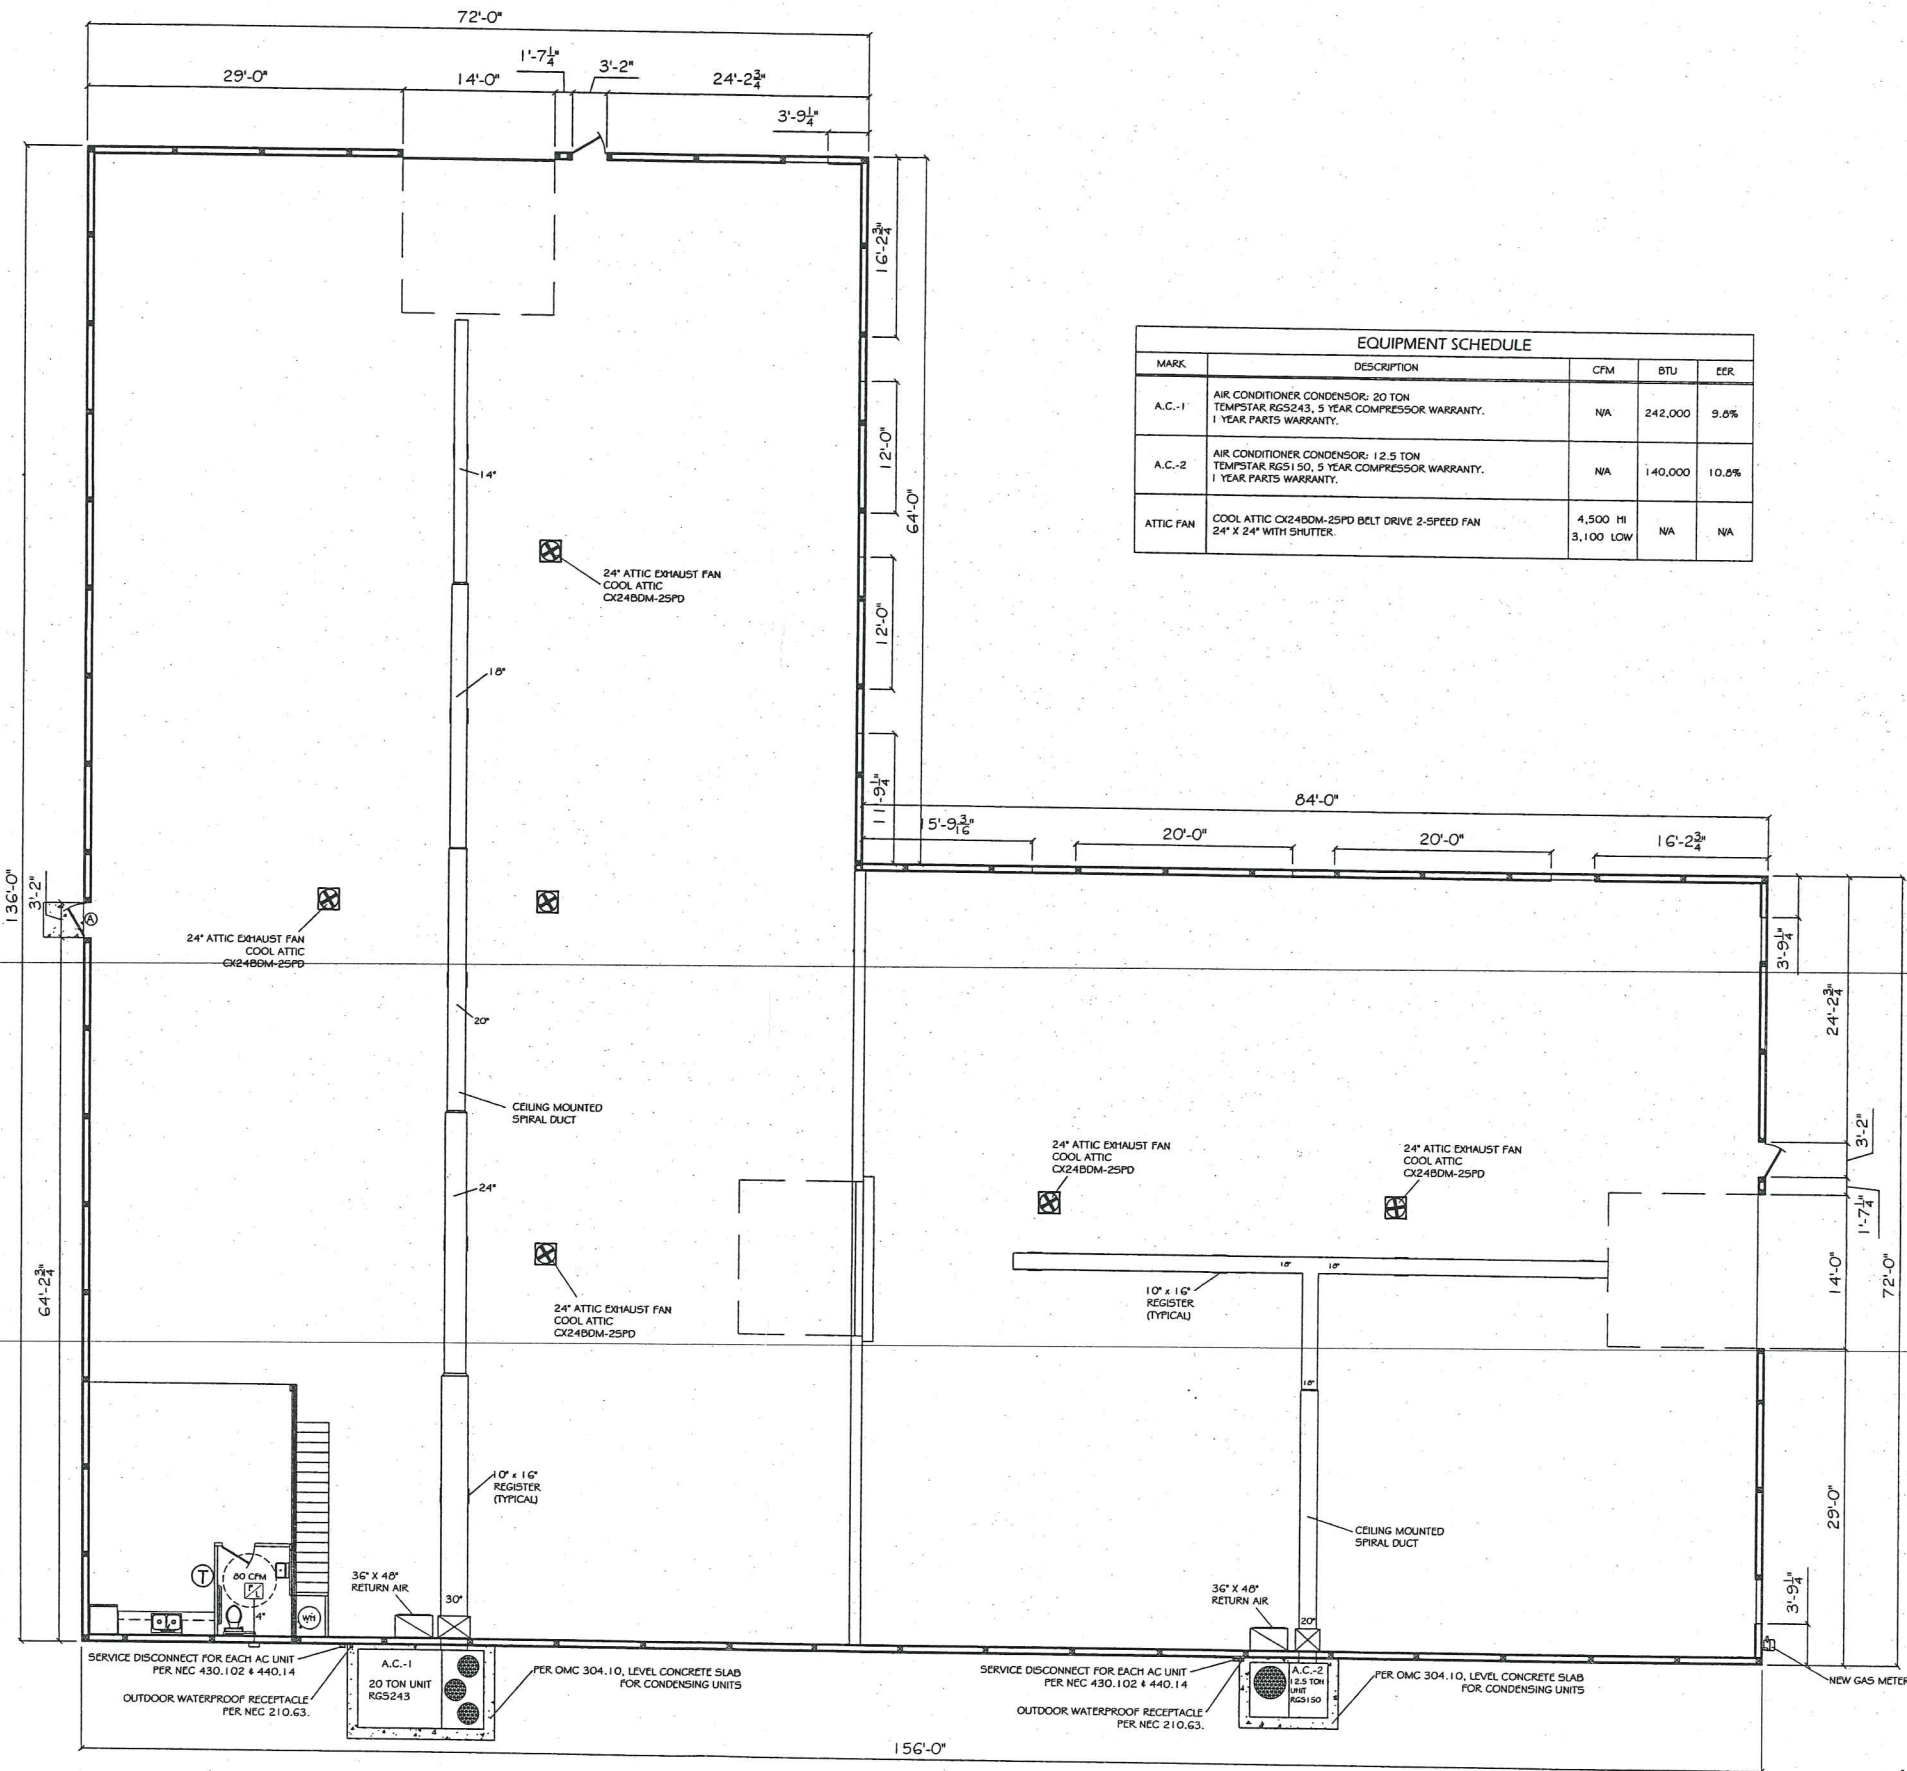 72'-0"
29'-0"
14'-0"
1'-7 1/4"
3'-2"
24'-2 3/4"
3'-9 1/4"
16'-2 3/4"
12'-0"
64'-0"
12'-0"
11'-9 1/4"
136'-0"
3'-2"
64'-2 3/4"
EQUIPMENT SCHEDULE
MARK DESCRIPTION CFM BTU EER
A.C.-1 AIR CONDITIONER CONDENSOR: 20 TON
TEMPSTAR RGS243, 5 YEAR COMPRESSOR WARRANTY.
1 YEAR PARTS WARRANTY.
N/A 242,000 9.8%
A.C.-2 AIR CONDITIONER CONDENSOR: 12.5 TON
TEMPSTAR RGS150, 5 YEAR COMPRESSOR WARRANTY.
1 YEAR PARTS WARRANTY.
N/A 140,000 10.8%
ATTIC FAN COOL ATTIC CX24BDM-2SPD BELT DRIVE 2-SPEED FAN
24" X 24" WITH SHUTTER.
4,500 HI
3,100 LOW
N/A N/A
14"
24" ATTIC EXHAUST FAN
COOL ATTIC
CX24BDM-2SPD
18"
84'-0"
15'-9 3/16"
20'-0"
20'-0"
16'-2 3/4"
A
24" ATTIC EXHAUST FAN
COOL ATTIC
CX24BDM-2SPD
20"
CEILING MOUNTED
SPIRAL DUCT
24"
24" ATTIC EXHAUST FAN
COOL ATTIC
CX24BDM-2SPD
24" ATTIC EXHAUST FAN
COOL ATTIC
CX24BDM-2SPD
24" ATTIC EXHAUST FAN
COOL ATTIC
CX24BDM-2SPD
3'-9 1/4"
24'-2 3/4"
3'-2"
1'-7 1/4"
14'-0"
72'-0"
29'-0"
3'-9 1/4"
18"
18"
10" x 16"
REGISTER
(TYPICAL)
18"
10" x 16"
REGISTER
(TYPICAL)
CEILING MOUNTED
SPIRAL DUCT
T
80 CFM
F
L
4"
WH
36" X 48"
RETURN AIR
30"
36" X 48"
RETURN AIR
20"
SERVICE DISCONNECT FOR EACH AC UNIT
PER NEC 430.102 & 440.14
OUTDOOR WATERPROOF RECEPTACLE
PER NEC 210.63.
A.C.-1
20 TON UNIT
RGS243
PER OMC 304.10, LEVEL CONCRETE SLAB
FOR CONDENSING UNITS
SERVICE DISCONNECT FOR EACH AC UNIT
PER NEC 430.102 & 440.14
OUTDOOR WATERPROOF RECEPTACLE
PER NEC 210.63.
A.C.-2
12.5 TON
UNIT
RGS150
PER OMC 304.10, LEVEL CONCRETE SLAB
FOR CONDENSING UNITS
NEW GAS METER
156'-0"